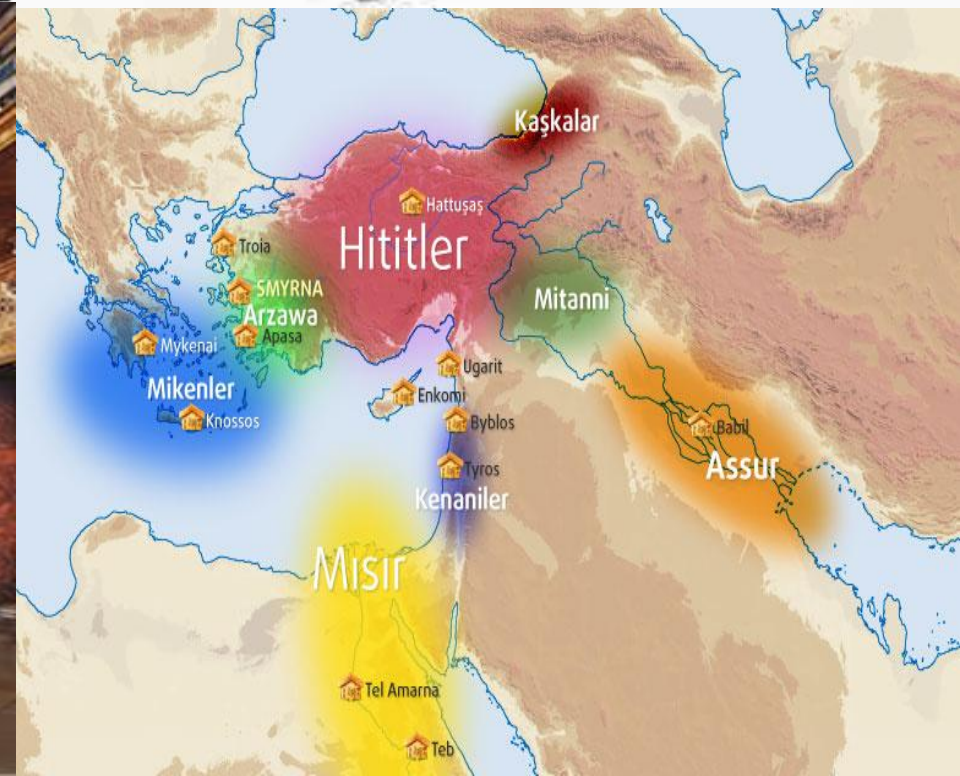 Kaşkalar
Hattuşaş
Hititler
Troia
SMYRNA
Arzawa
Apasa
Mitanni
Mykenai
Mikenler
Knossos
Ugarit
Enkomi
Byblos
Tyros
Kenaniler
Babil
Assur
Mısır
Tel Amarna
Teb